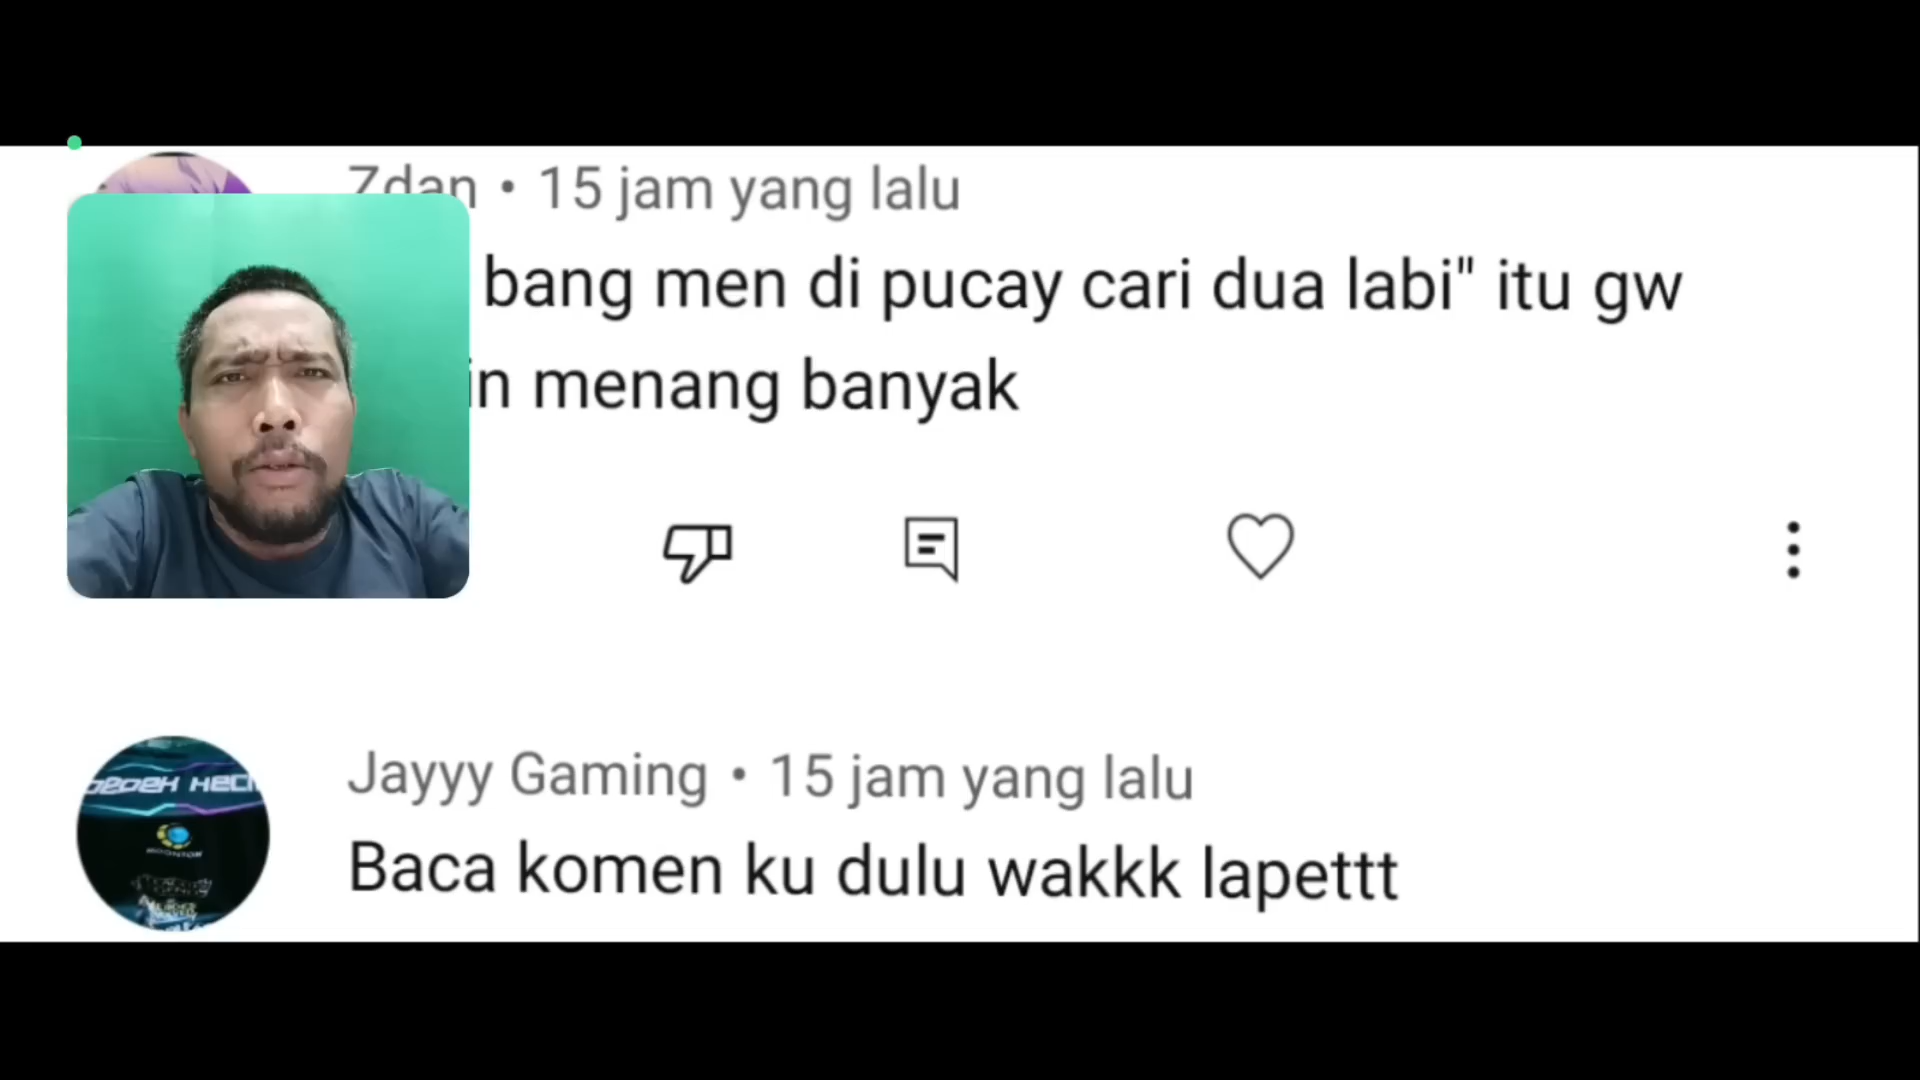 Zdan • 15 jam yang lalu
bang men di pucay cari dua labi" itu gw
in menang banyak
Jayyy Gaming • 15 jam yang lalu
Baca komen ku dulu wakkk lapettt